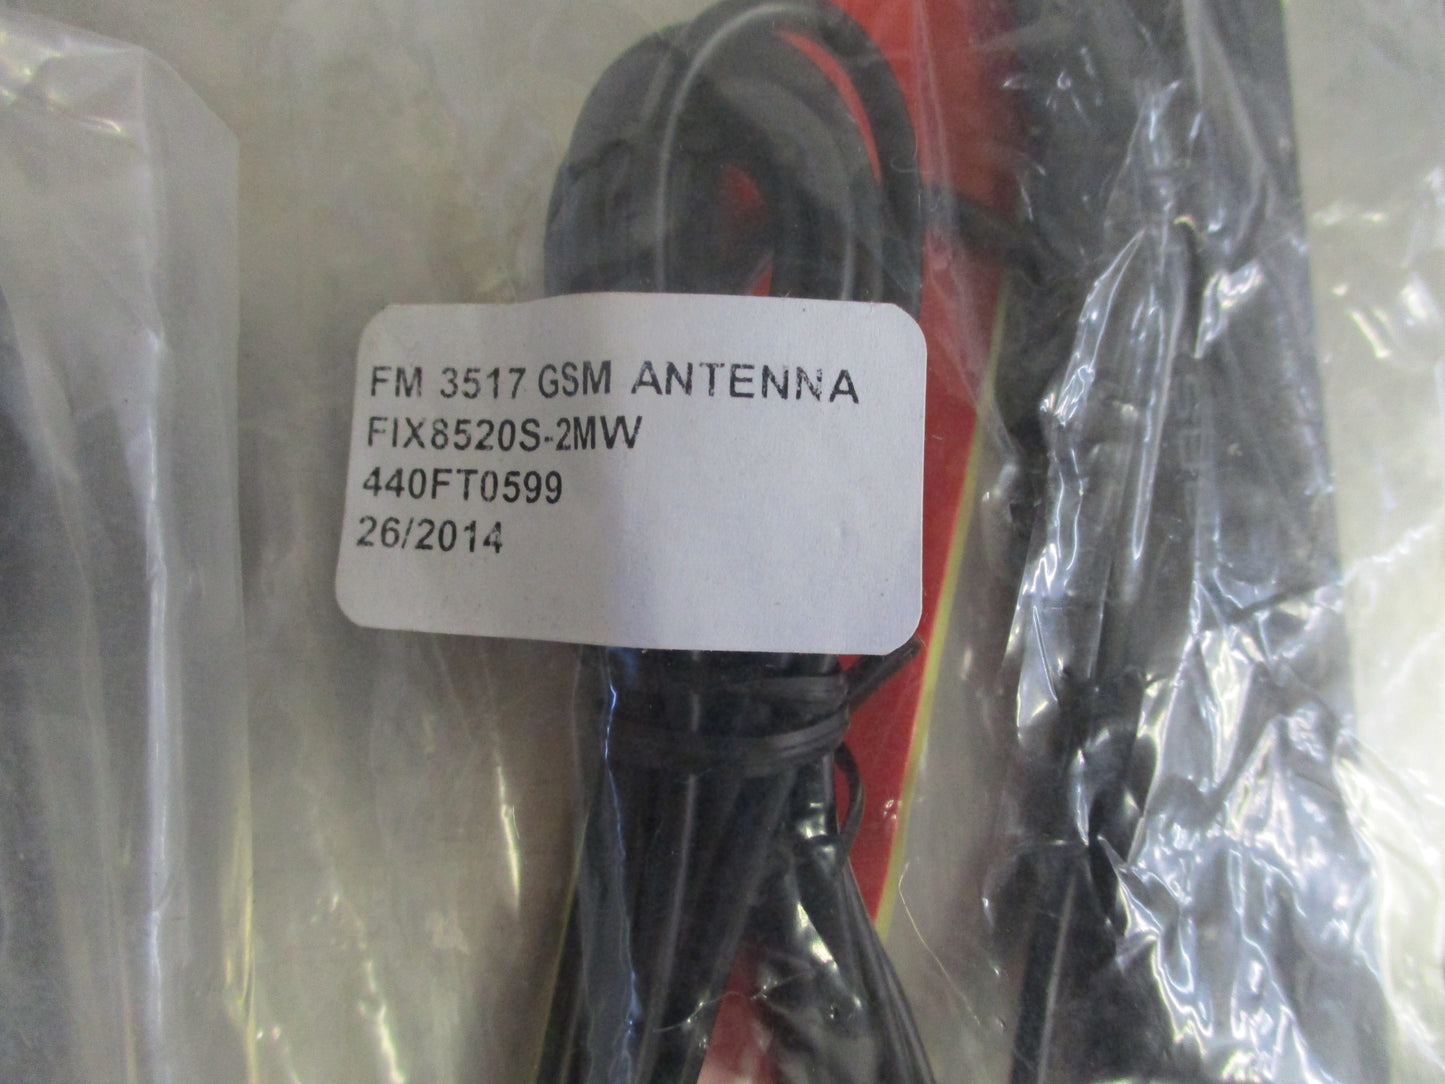 FM 3517 GSM ANTENNA
FIX8520S-2MW
440FT0599
26/2014